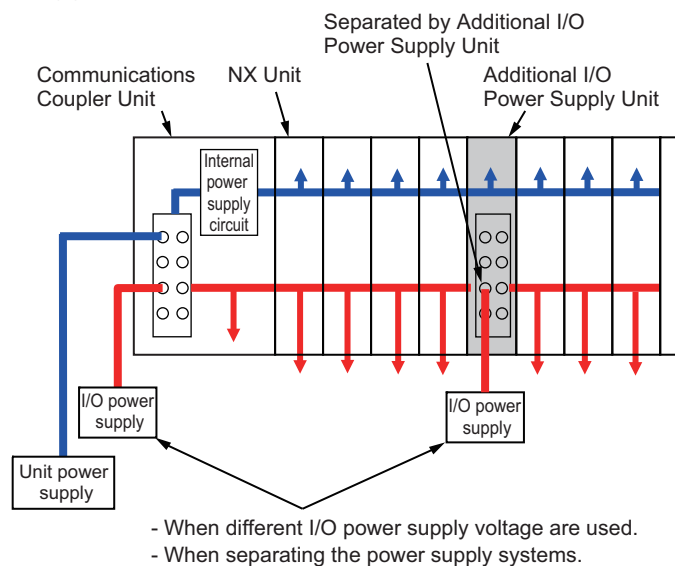 Separated by Additional I/O
Power Supply Unit
Communications
Coupler Unit
NX Unit
Additional I/O
Power Supply Unit
Internal
power
supply
circuit
I/O power
supply
I/O power
supply
Unit power
supply
- When different I/O power supply voltage are used.
- When separating the power supply systems.